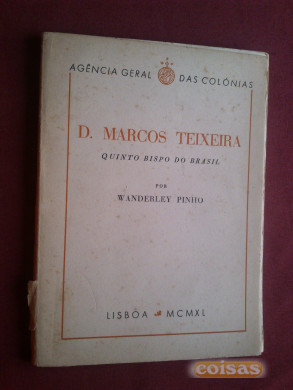 AGÊNCIA GERAL DAS COLÓNIAS
D. MARCOS TEIXEIRA
QUINTO BISPO DO BRASIL
POR
WANDERLEY PINHO
LISBÔA MCMXL
coisas